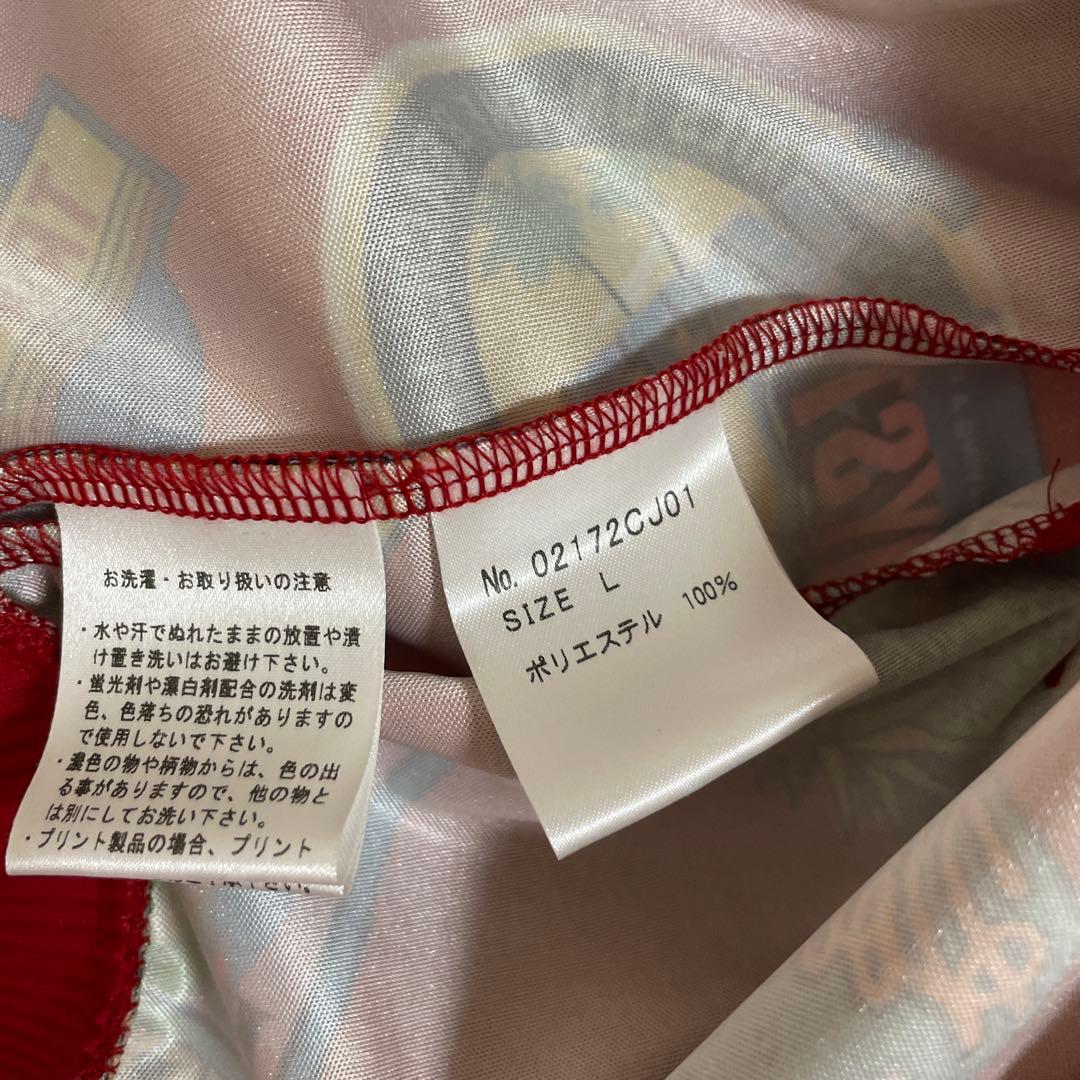 お洗濯・お取り扱いの注意
・水や汗でぬれたままの放置や漬
け置き洗いはお避け下さい。
・蛍光剤や漂白剤配合の洗剤は変
色、色落ちの恐れがありますの
で使用しないで下さい。
・濃色の物や柄物からは、色の出
る事がありますので、他の物と
は別にしてお洗い下さい。
・プリント製品の場合、プリント
No. 02172CJ01
SIZE L
ポリエステル 100%